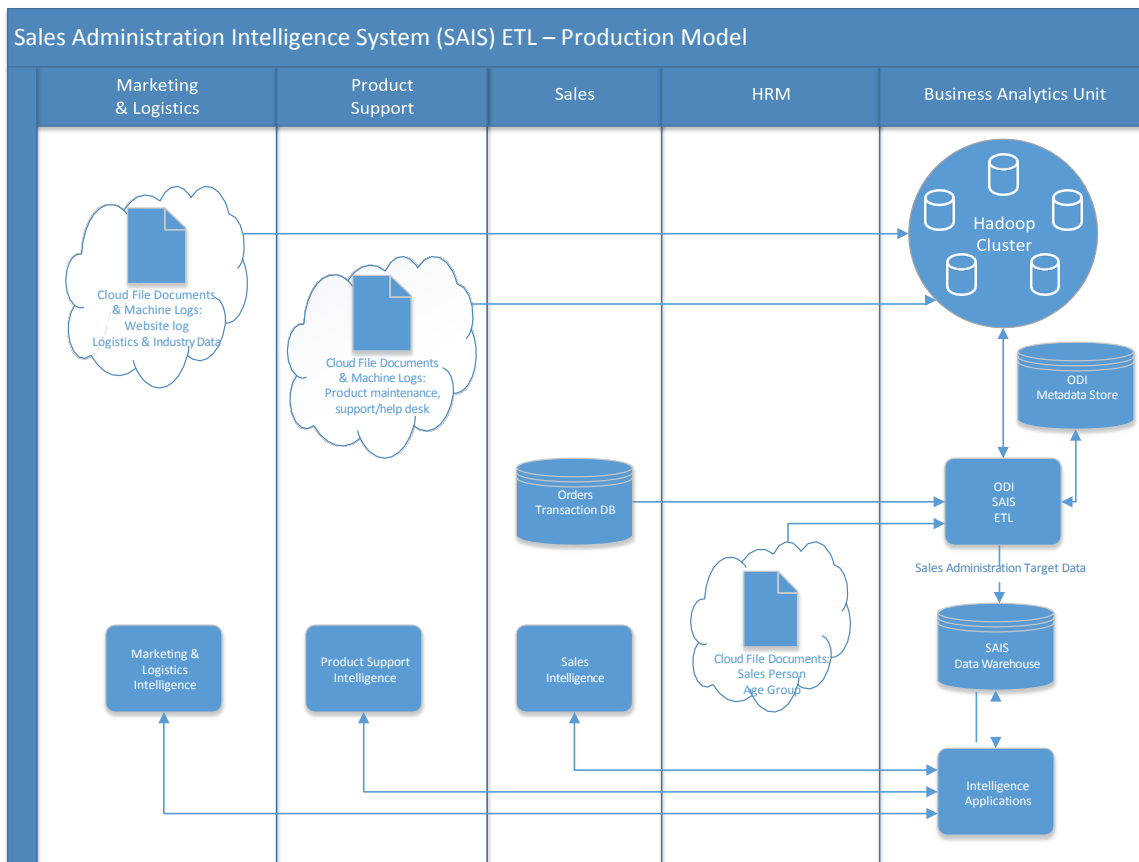 Sales Administration Intelligence System (SAIS) ETL – Production Model
Marketing
& Logistics
Product
Support
Sales
HRM
Business Analytics Unit
Hadoop
Cluster
Cloud File Documents
& Machine Logs:
Website log
Logistics & Industry Data
Cloud File Documents
& Machine Logs:
Product maintenance,
support/help desk
ODI
Metadata Store
Orders
Transaction DB
ODI
SAIS
ETL
Sales Administration Target Data
Cloud File Documents:
Sales Person
Age Group
SAIS
Data Warehouse
Marketing &
Logistics
Intelligence
Product Support
Intelligence
Sales
Intelligence
Intelligence
Applications